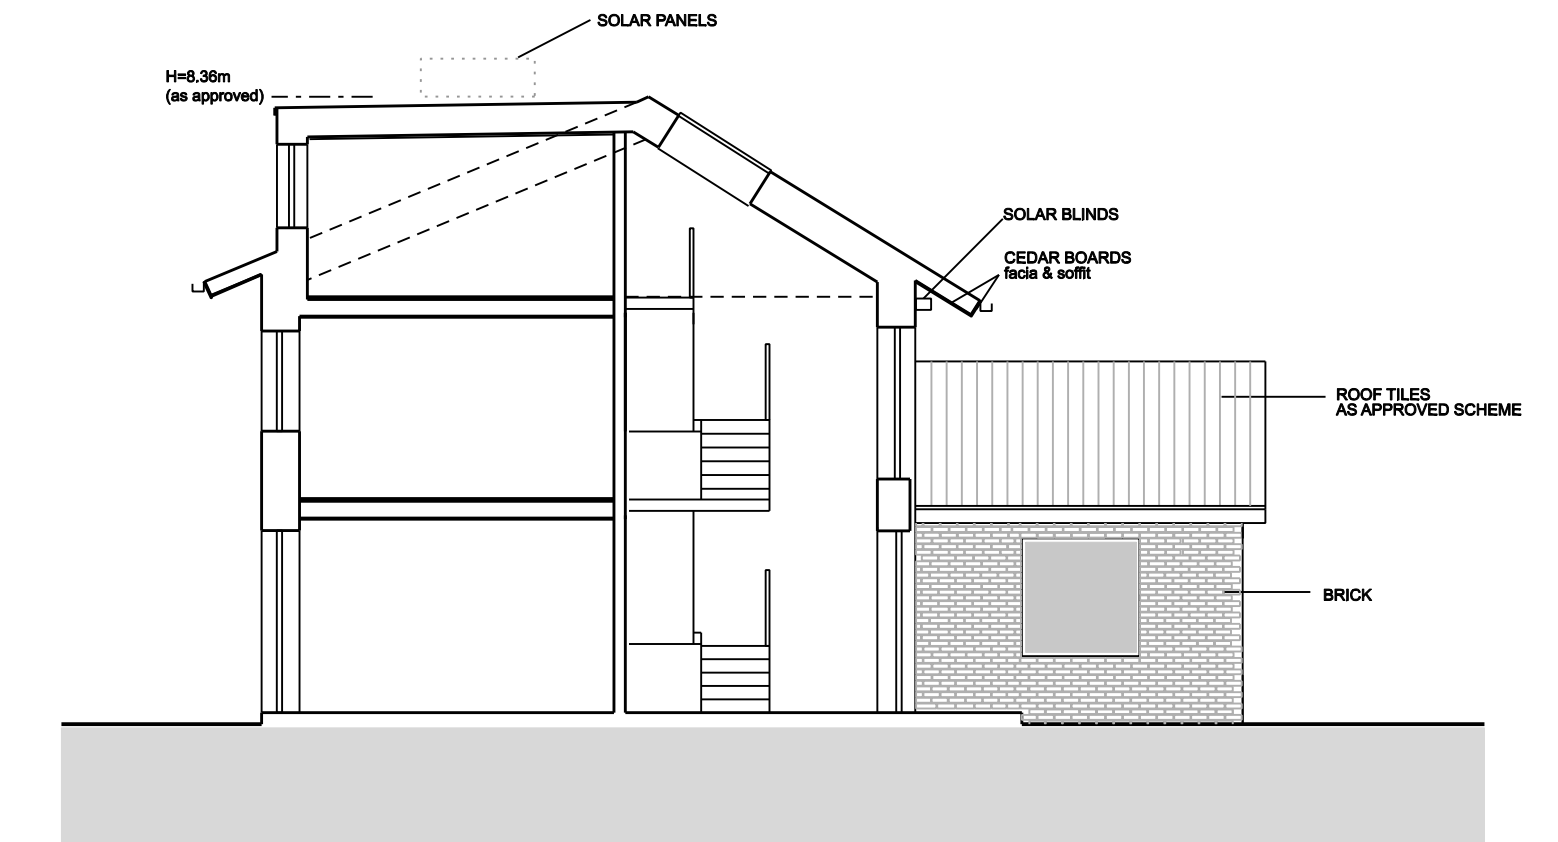 SOLAR PANELS
H=8.36m
(as approved)
SOLAR BLINDS
CEDAR BOARDS
facia & soffit
ROOF TILES
AS APPROVED SCHEME
BRICK